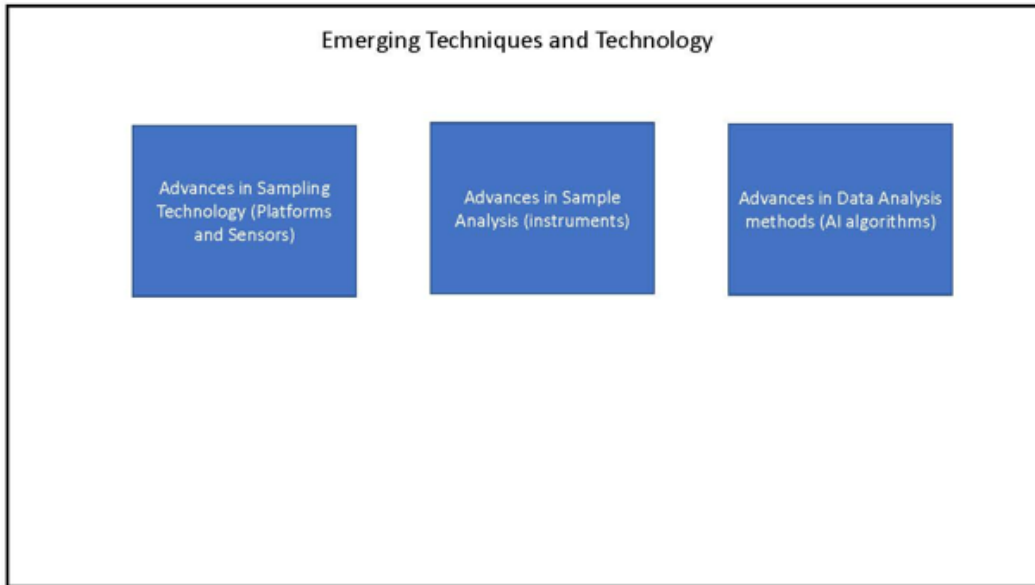 Emerging Techniques and Technology
Advances in Sampling
Technology (Platforms
and Sensors)
Advances in Sample
Analysis (instruments)
Advances in Data Analysis
methods (AI algorithms)